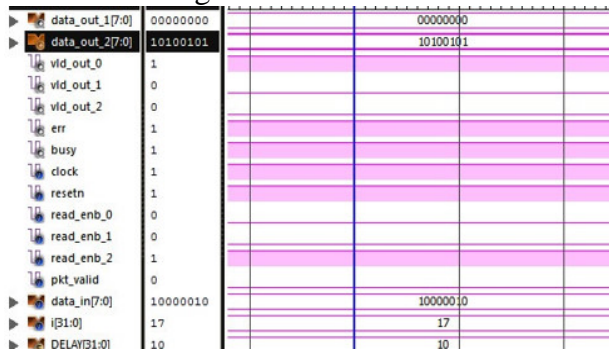 data_out_1[7:0] 00000000 00000000
data_out_2[7:0] 10100101 10100101
vld_out_0 1
vld_out_1 0
vld_out_2 0
err 1
busy 1
clock 1
resetn 1
read_enb_0 0
read_enb_1 0
read_enb_2 1
pkt_valid 0
data_in[7:0] 10000010 10000010
i[31:0] 17 17
DELAY[31:0] 10 10